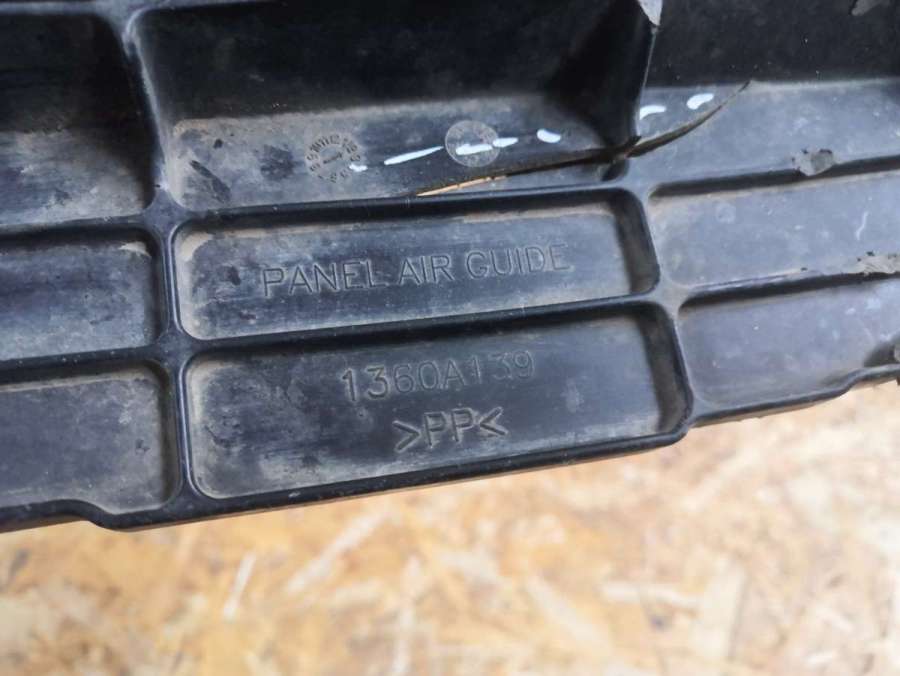 PANEL AIR GUIDE
1360A139
>PP<